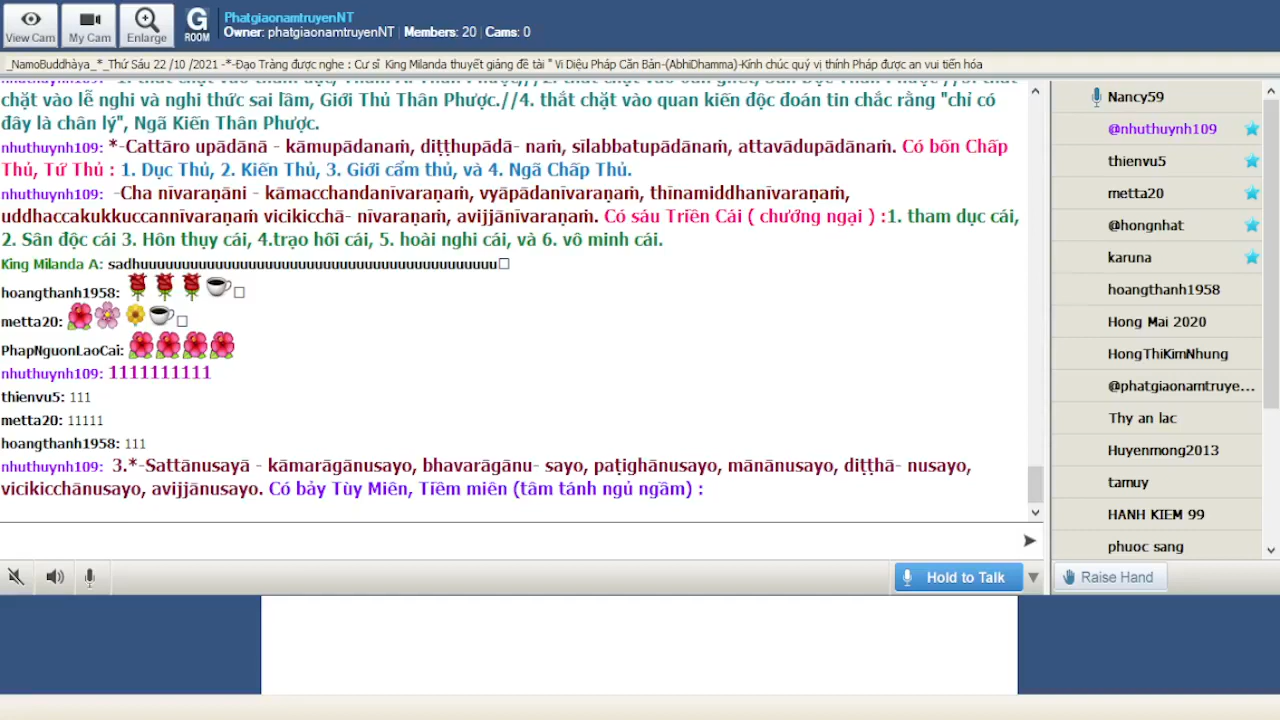 View Cam
My Cam
Enlarge
G
ROOM
PhatgiaonamtruyenNT
Owner: phatgiaonamtruyenNT | Members: 20 | Cams: 0
_NamoBuddhàya_*_Thứ Sáu 22 /10 /2021 -*-Đạo Tràng được nghe : Cư sĩ King Milanda thuyết giảng đề tài " Vi Diệu Pháp Căn Bản-(AbhiDhamma)-Kính chúc quý vị thính Pháp được an vui tiến hóa
chặt vào lễ nghi và nghi thức sai lầm, Giới Thủ Thân Phược.//4. thắt chặt vào quan kiến độc đoán tin chắc rằng "chỉ có
đây là chân lý", Ngã Kiến Thân Phược.
nhuthuynh109: *-Cattāro upādānā - kāmupādanaṁ, diṭṭhupādā- naṁ, sīlabbatupādānaṁ, attavādupādānaṁ. Có bốn Chấp
Thủ, Tứ Thủ : 1. Dục Thủ, 2. Kiến Thủ, 3. Giới cấm thủ, và 4. Ngã Chấp Thủ.
nhuthuynh109: -Cha nīvaraṇāni - kāmacchandanīvaraṇaṁ, vyāpādanīvaraṇaṁ, thīnamiddhanīvaraṇaṁ,
uddhaccakukkuccannīvaraṇaṁ vicikicchā- nīvaraṇaṁ, avijjānīvaraṇaṁ. Có sáu Triền Cái ( chướng ngại ) :1. tham dục cái,
2. Sân độc cái 3. Hôn thụy cái, 4.trạo hối cái, 5. hoài nghi cái, và 6. vô minh cái.
King Milanda A: sadhuuuuuuuuuuuuuuuuuuuuuuuuuuuuuuuuuuuuuuuuu
hoangthanh1958:
metta20:
PhapNguonLaoCai:
nhuthuynh109: 1111111111
thienvu5: 111
metta20: 11111
hoangthanh1958: 111
nhuthuynh109: 3.*-Sattānusayā - kāmarāgānusayo, bhavarāgānu- sayo, paṭighānusayo, mānānusayo, diṭṭhā- nusayo,
vicikicchānusayo, avijjānusayo. Có bảy Tùy Miên, Tiềm miên (tâm tánh ngủ ngầm) :
Hold to Talk
Nancy59
@nhuthuynh109
thienvu5
metta20
@hongnhat
karuna
hoangthanh1958
Hong Mai 2020
HongThiKimNhung
@phatgiaonamtruye...
Thy an lac
Huyenmong2013
tamuy
HANH KIEM 99
phuoc sang
Raise Hand